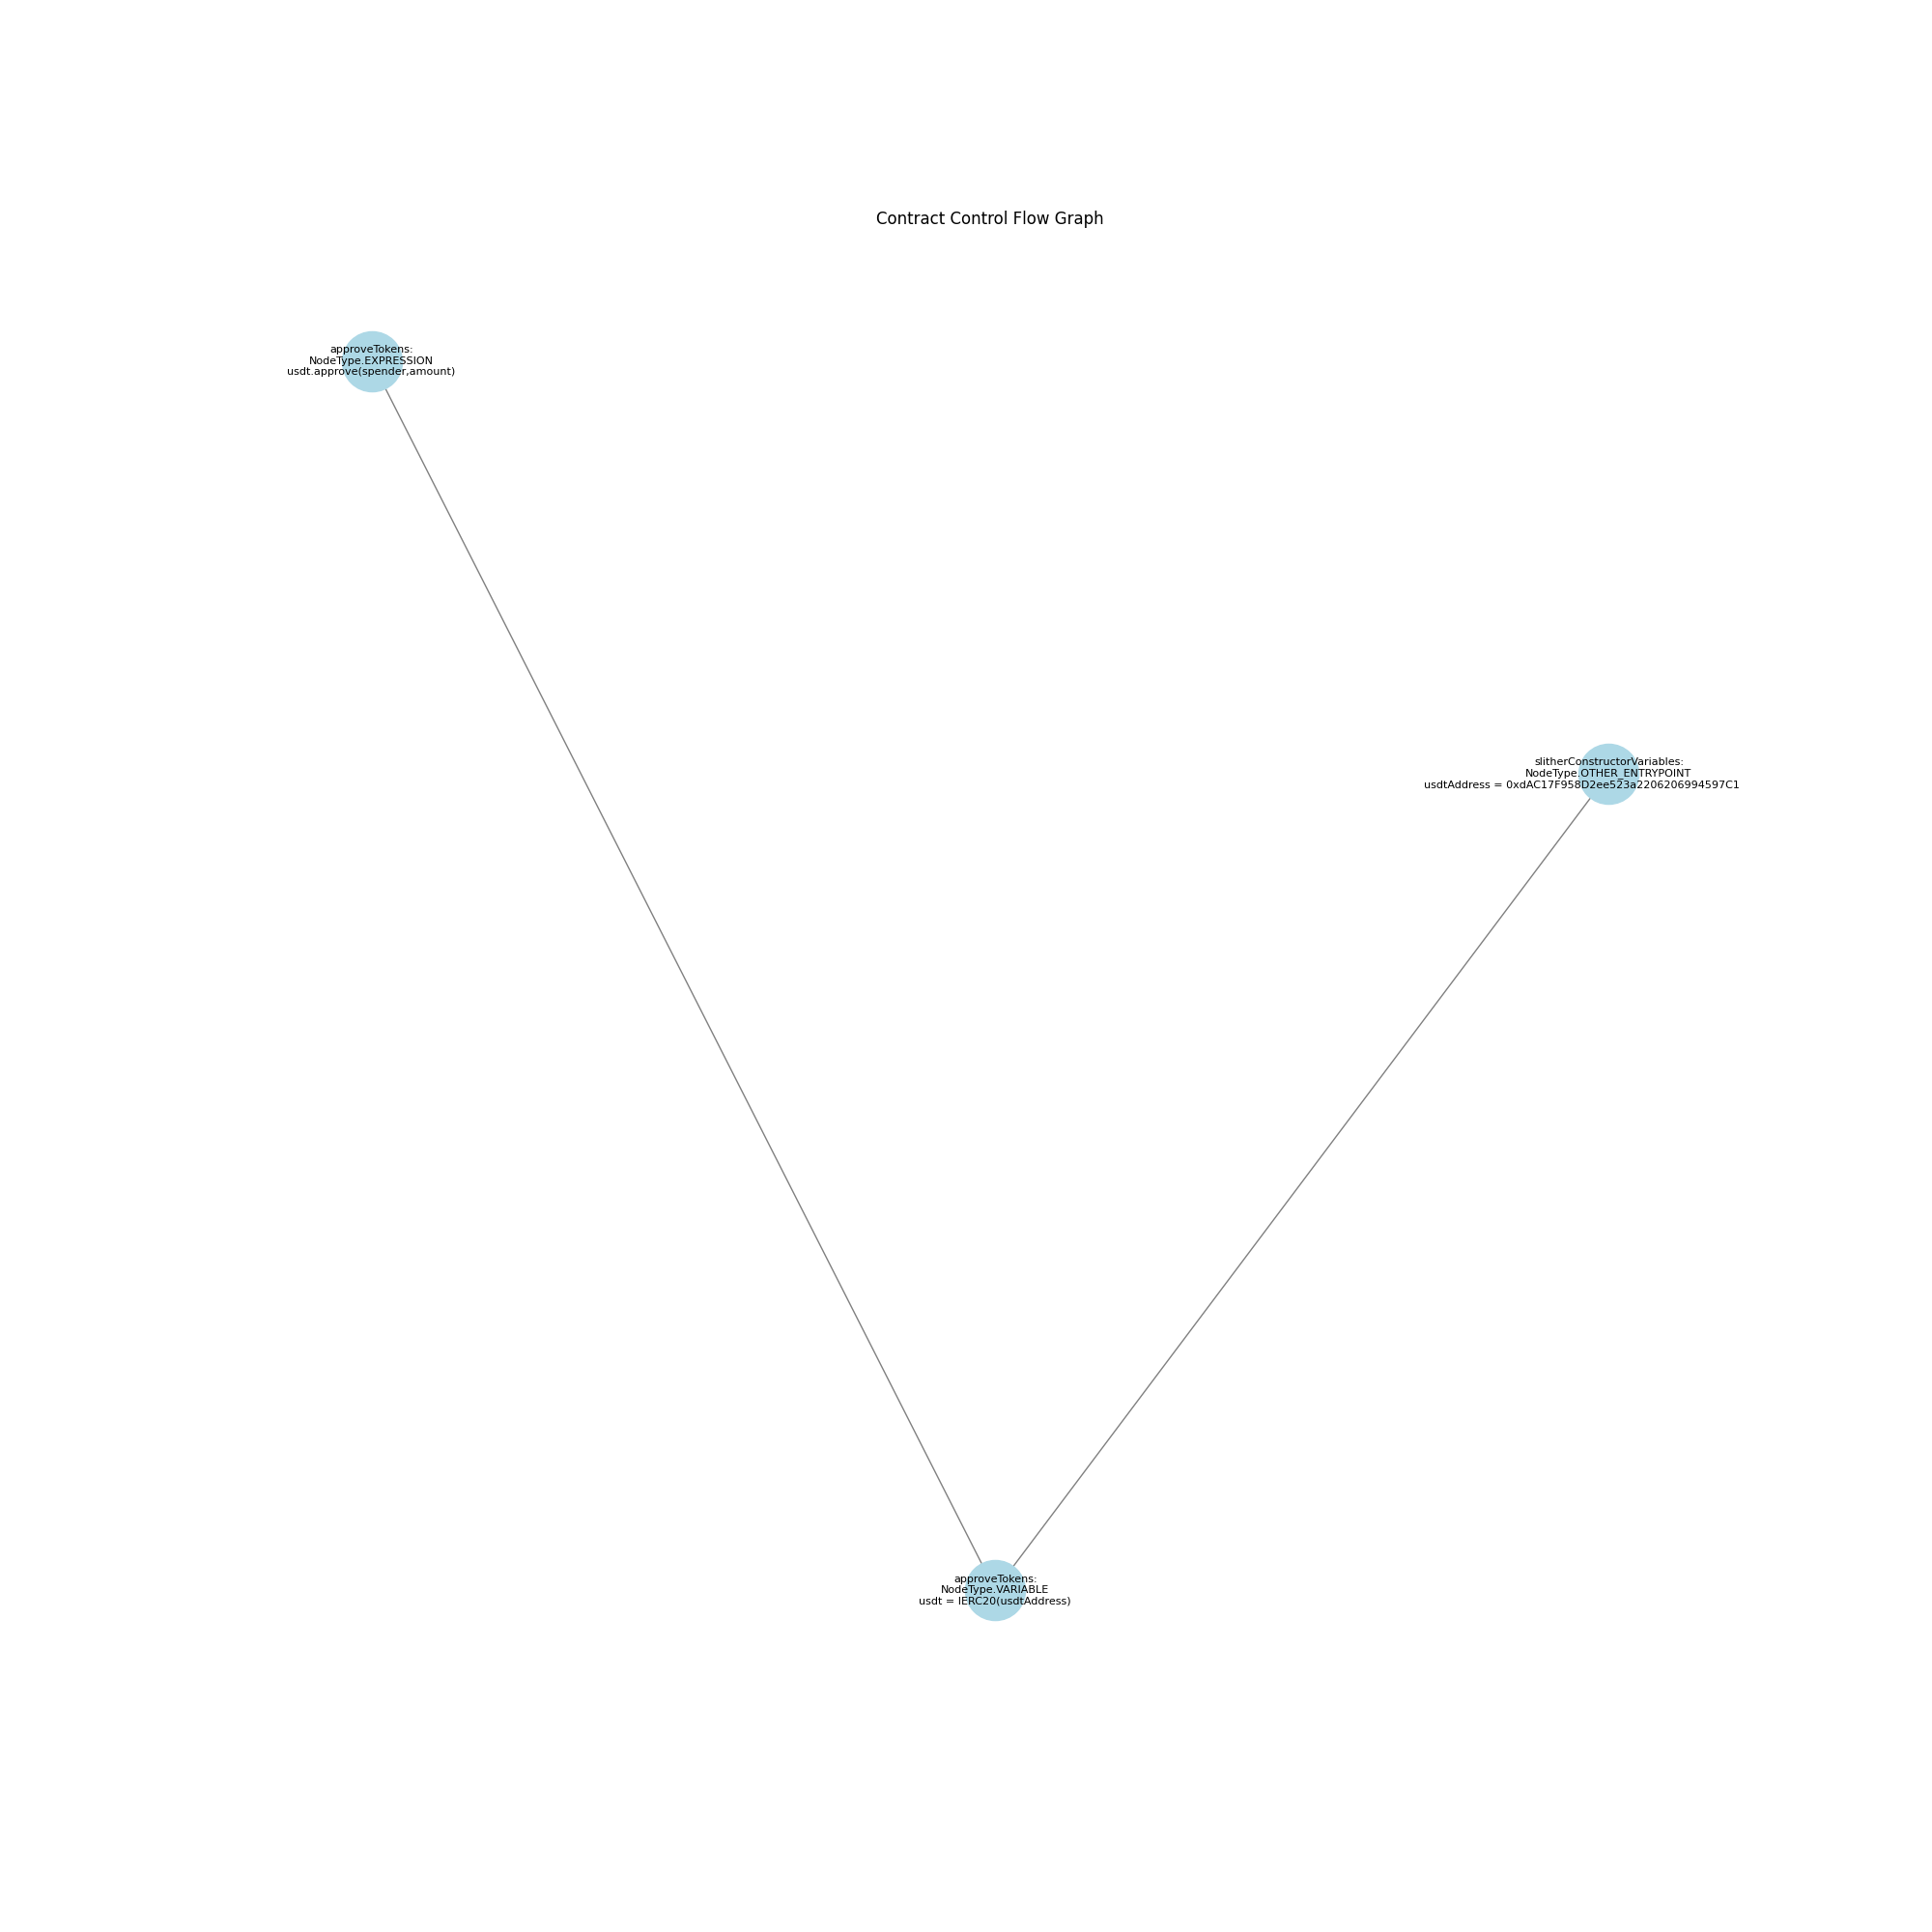 Contract Control Flow Graph
approveTokens:
NodeType.EXPRESSION
usdt.approve(spender,amount)
slitherConstructorVariables:
NodeType.OTHER_ENTRYPOINT
usdtAddress = 0xdAC17F958D2ee523a2206206994597C1
approveTokens:
NodeType.VARIABLE
usdt = IERC20(usdtAddress)